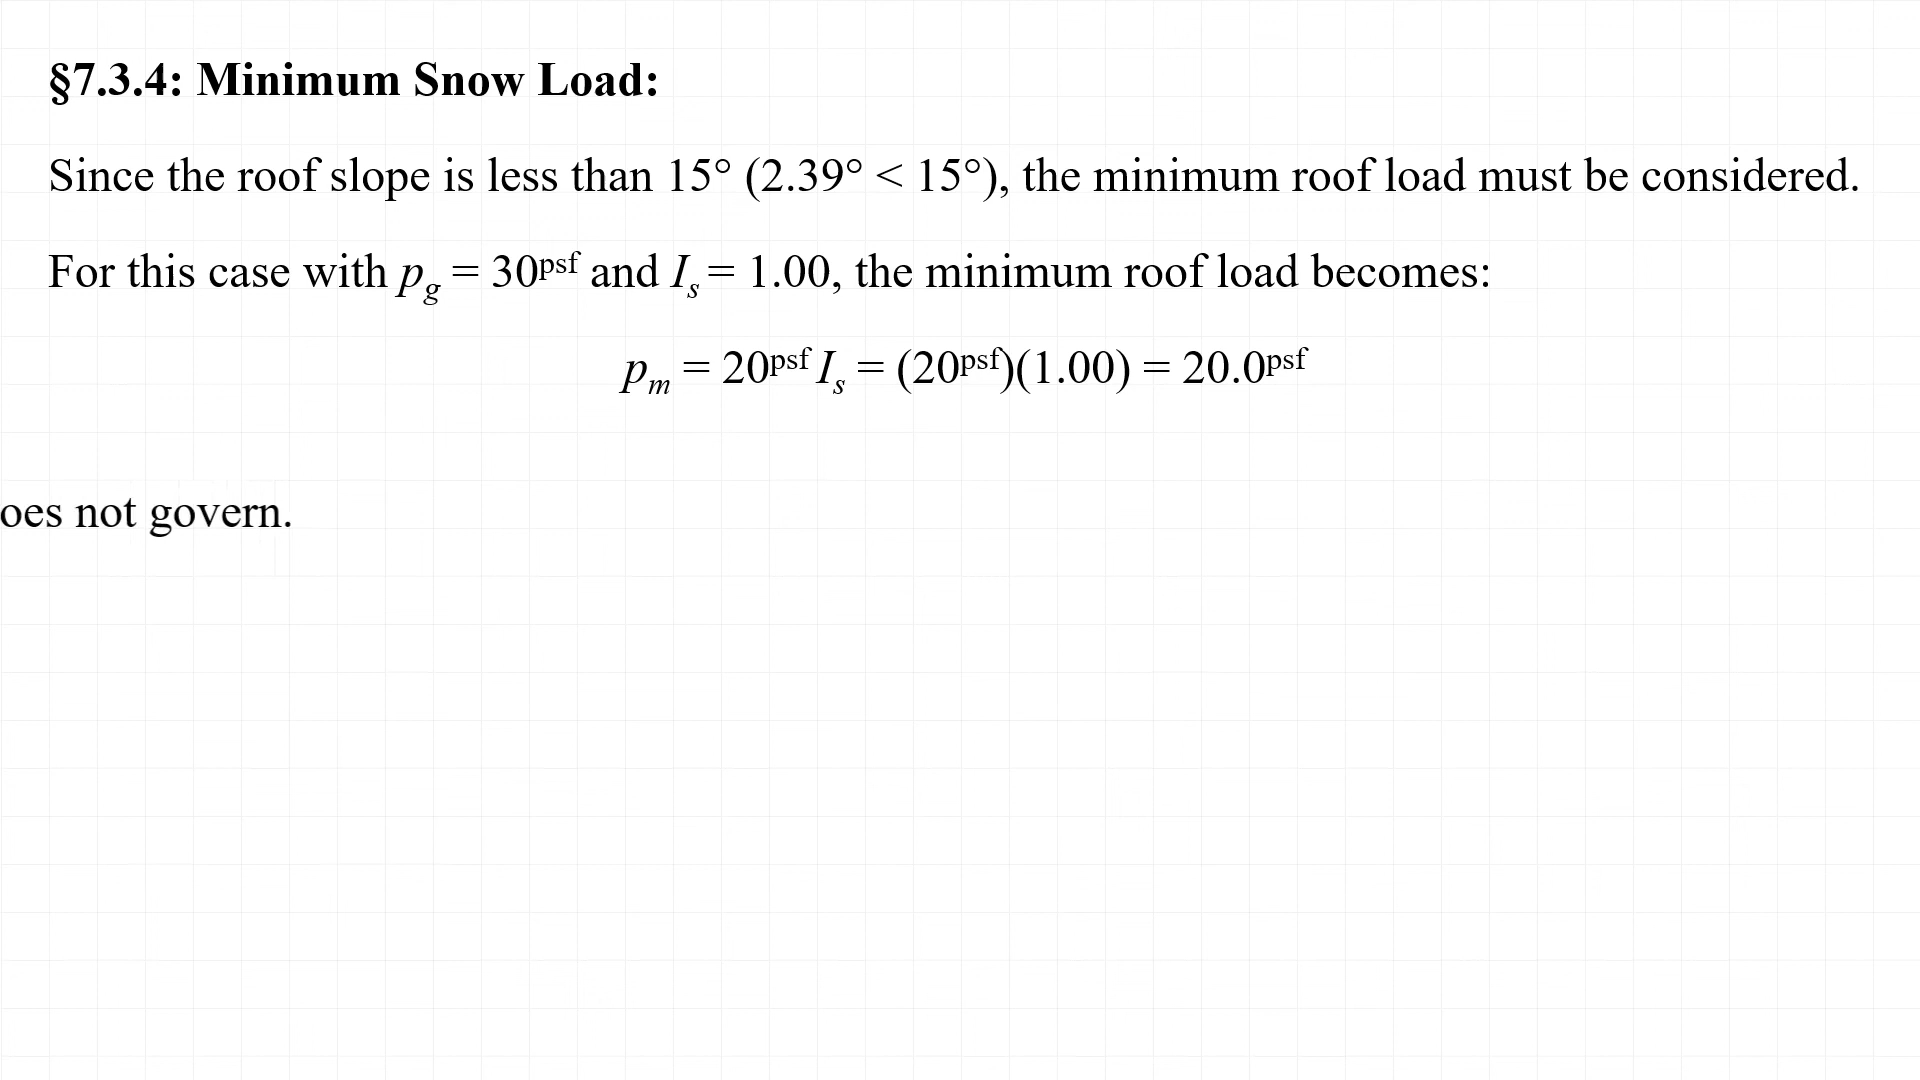 §7.3.4: Minimum Snow Load:
Since the roof slope is less than 15° (2.39° < 15°), the minimum roof load must be considered.
For this case with p_g = 30^psf and I_s = 1.00, the minimum roof load becomes:
p_m = 20^psf I_s = (20^psf)(1.00) = 20.0^psf
oes not govern.